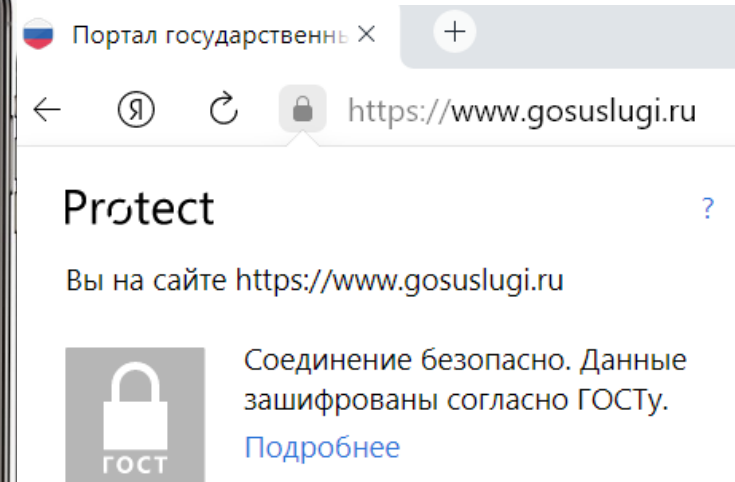 Портал государственнь
https://www.gosuslugi.ru
Protect
?
Вы на сайте https://www.gosuslugi.ru
Соединение безопасно. Данные
зашифрованы согласно ГОСТу.
Подробнее
ГОСТ